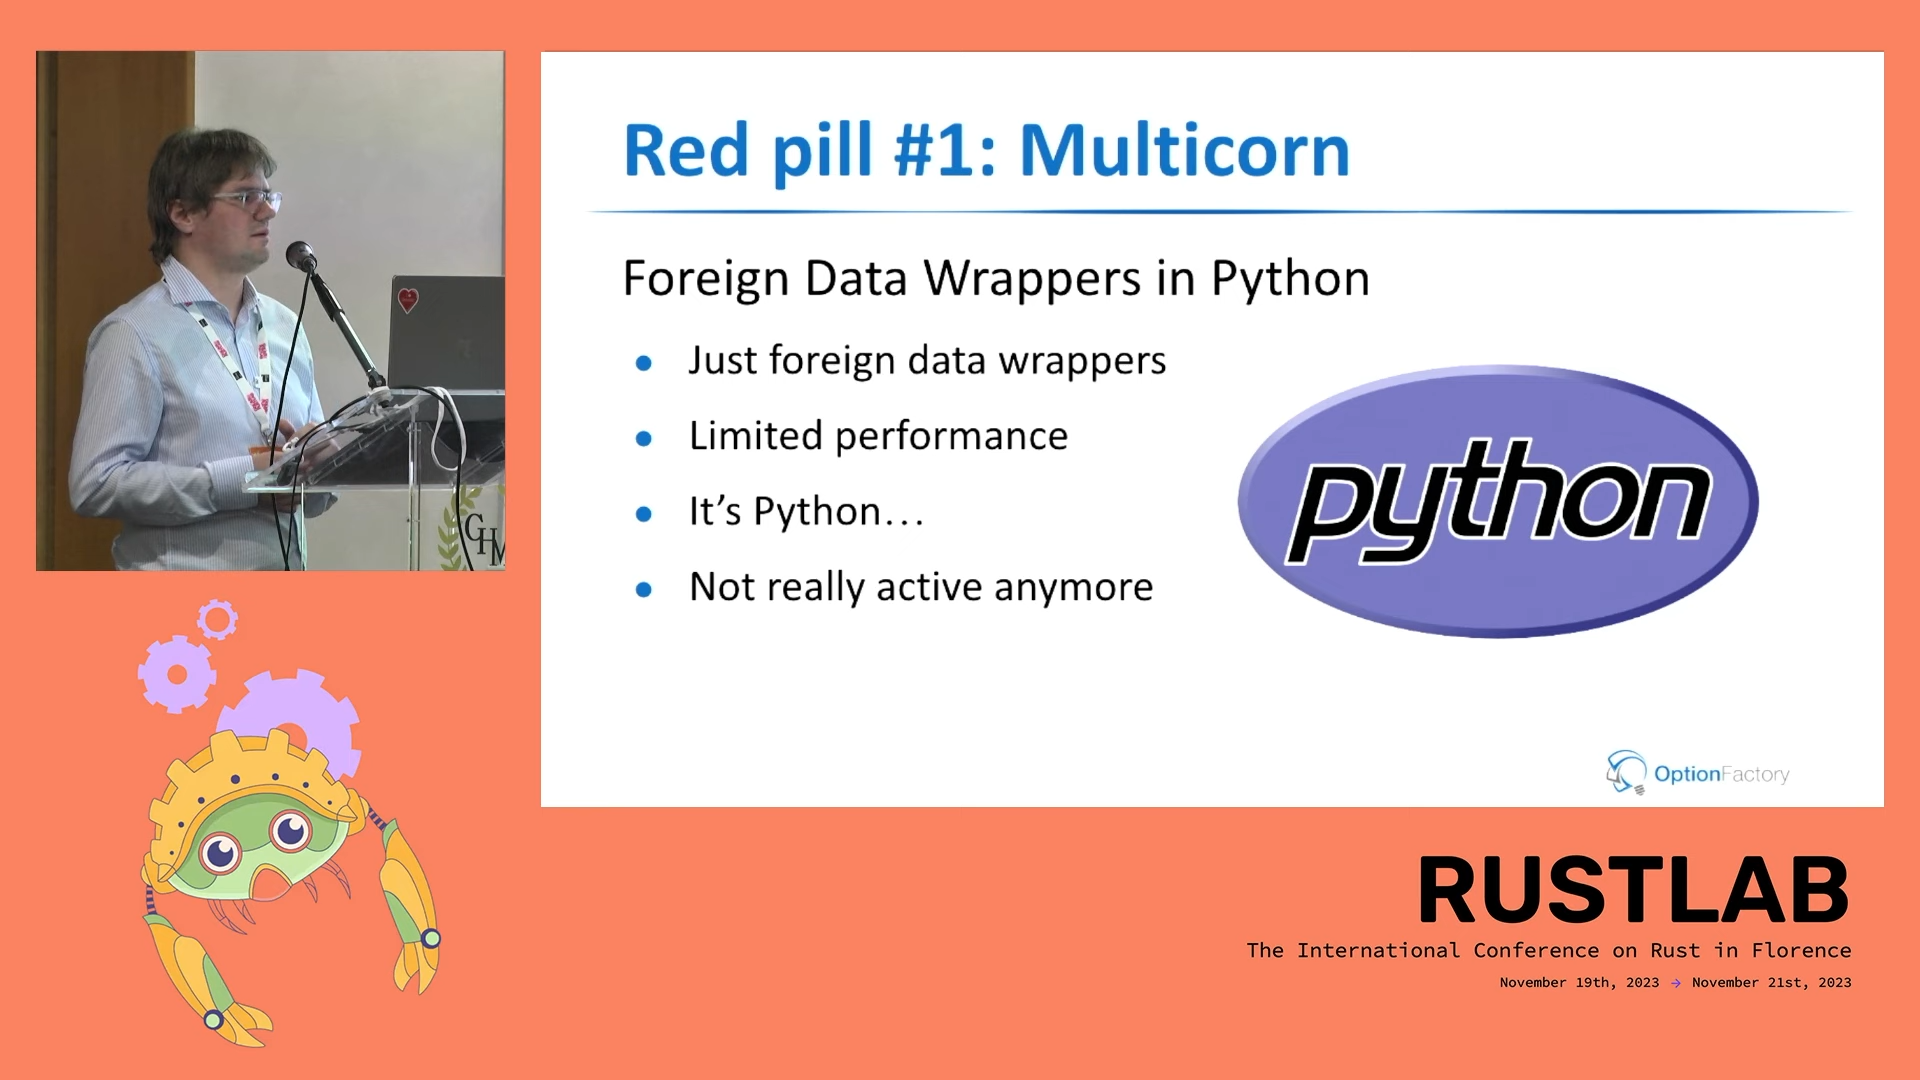 Red pill #1: Multicorn
Foreign Data Wrappers in Python
• Just foreign data wrappers
• Limited performance
• It's Python...
• Not really active anymore
python
OptionFactory
GHM
RUSTLAB
The International Conference on Rust in Florence
November 19th, 2023 → November 21st, 2023